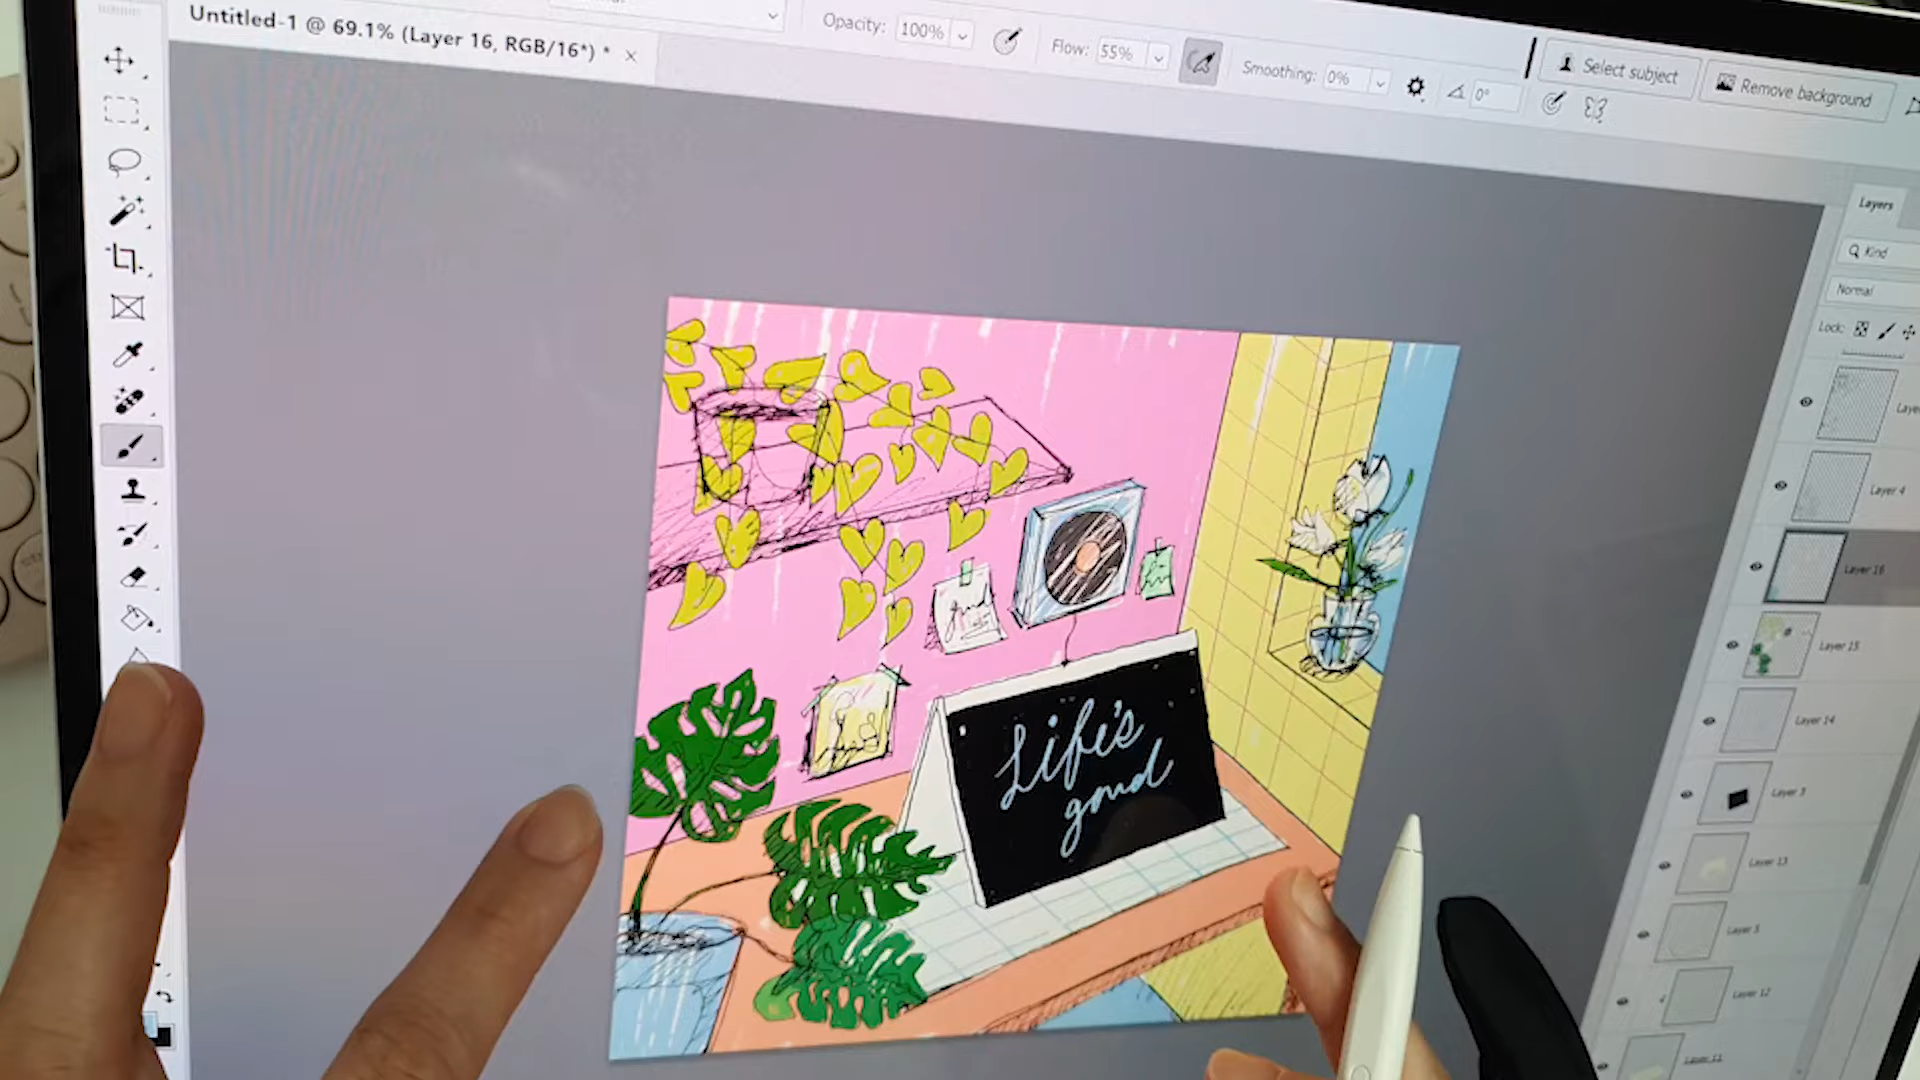 Untitled-1 @ 69.1% (Layer 16, RGB/16*) *
Opacity: 100%
Flow: 55%
Smoothing: 0%
0°
Select subject
Remove background
Layers
Kind
Normal
Lock:
Layer 4
Layer 16
Layer 15
Layer 14
Layer 3
Layer 13
Layer 5
Layer 12
Layer 11
Life's
good